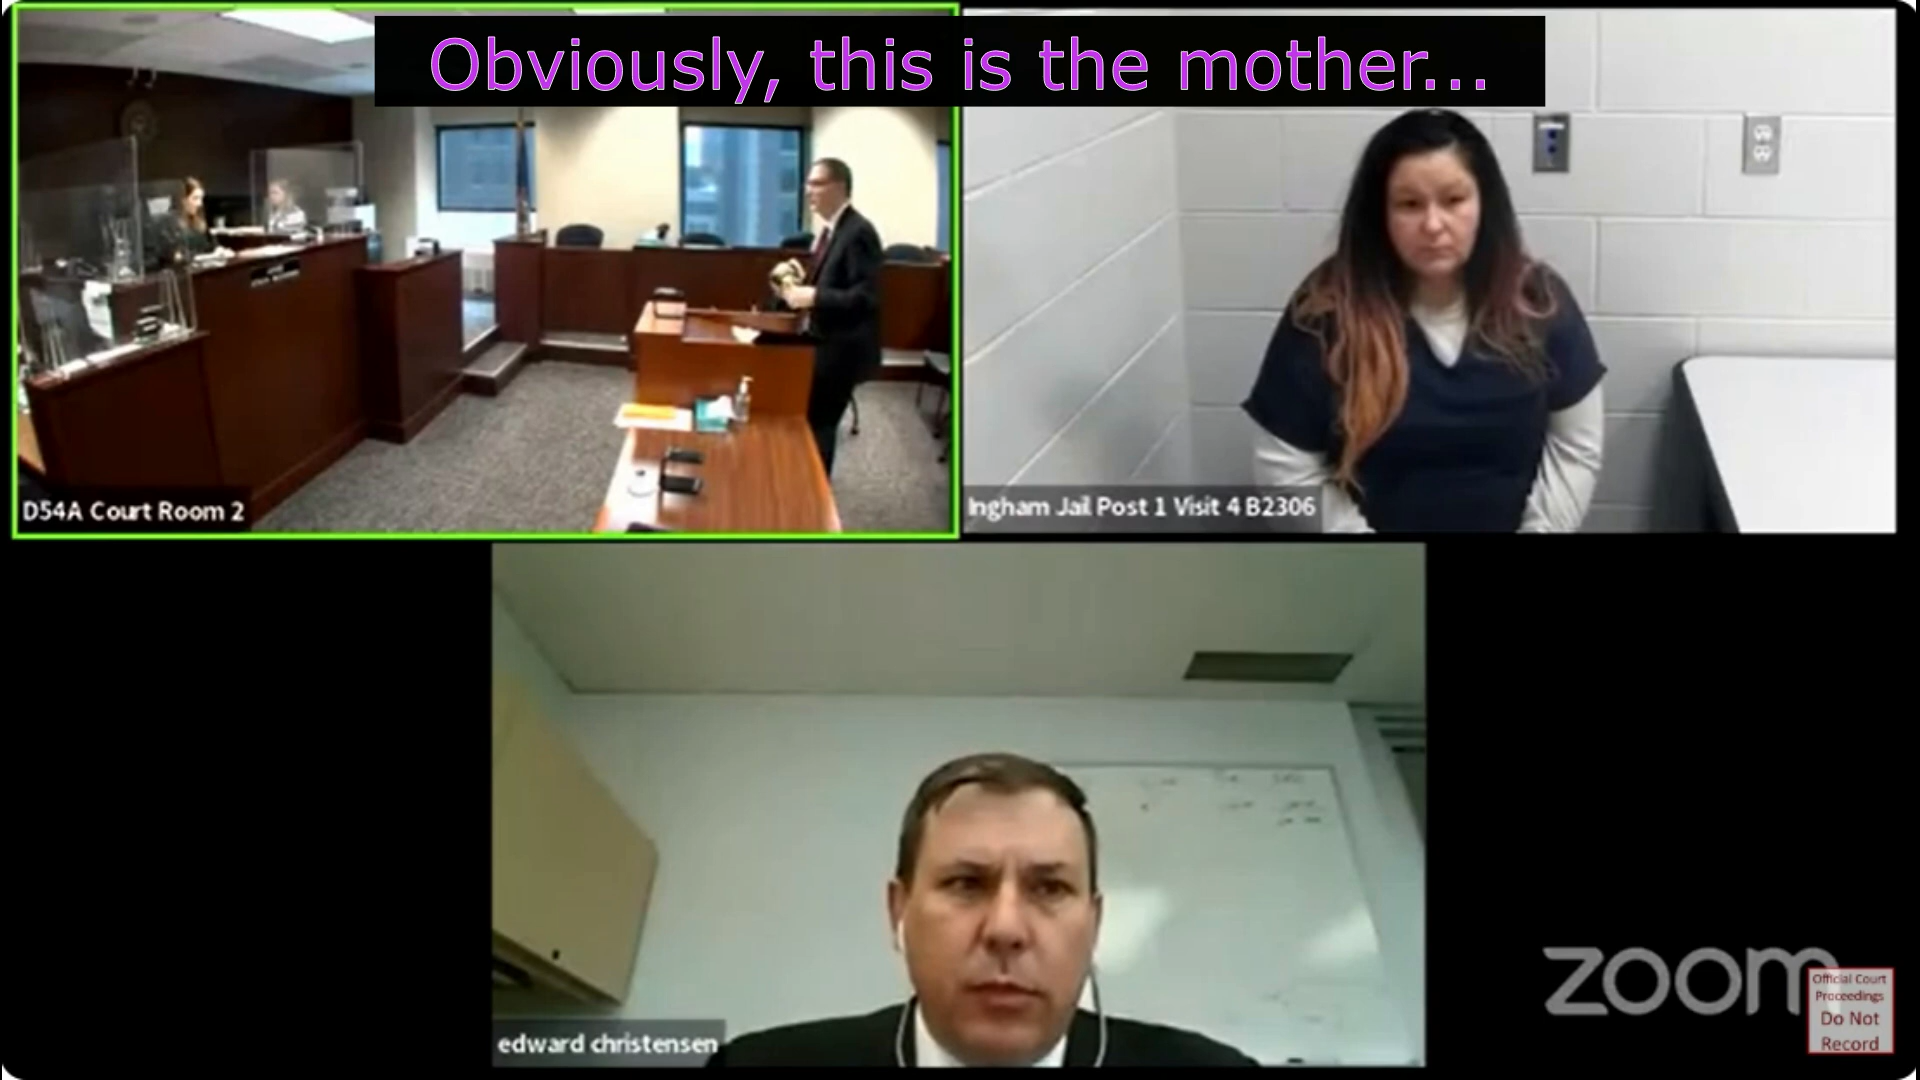 Obviously, this is the mother...
D54A Court Room 2
Ingham Jail Post 1 Visit 4 B2306
edward christensen
zoom
Official Court
Proceedings
Do Not
Record